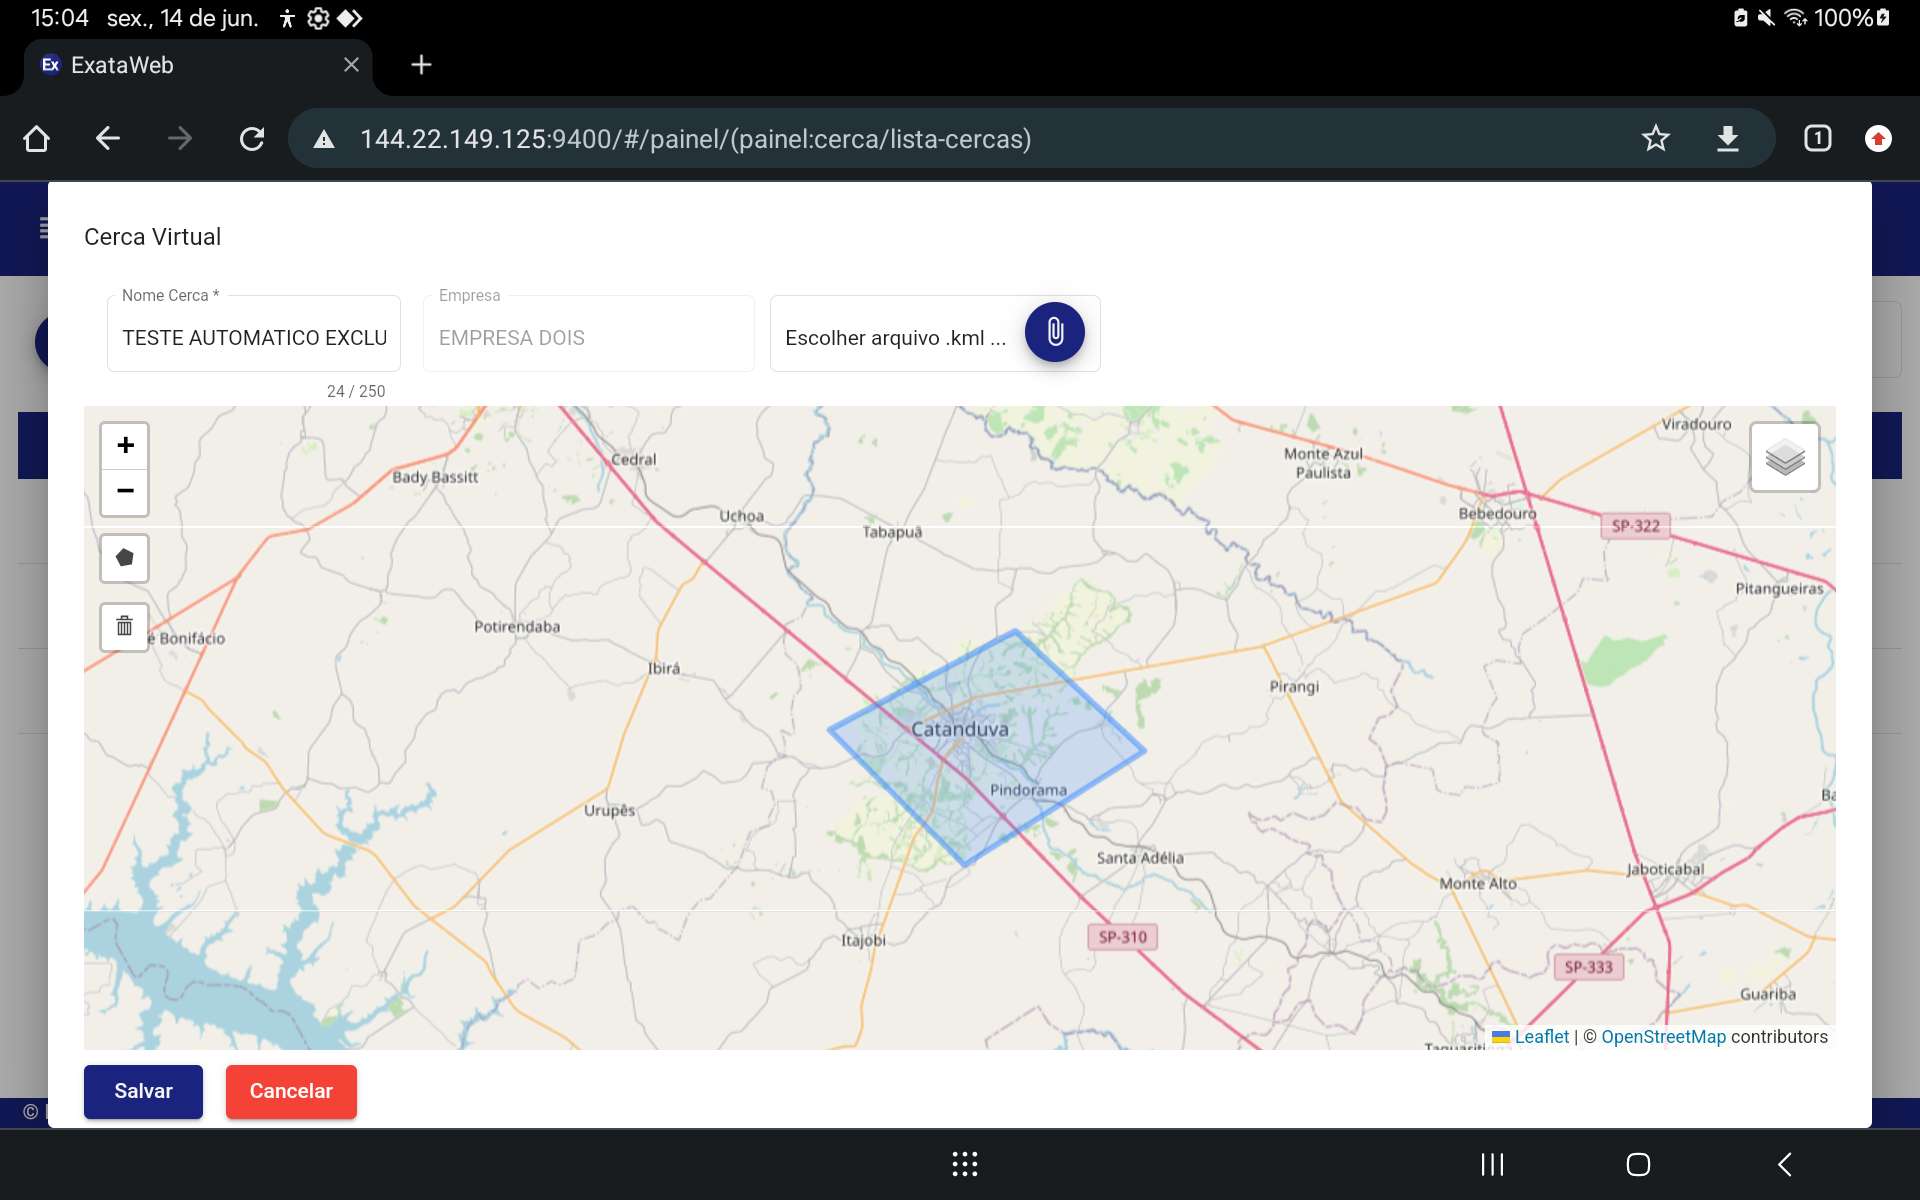 15:04 sex., 14 de jun.
100%
Ex ExataWeb
144.22.149.125:9400/#/painel/(painel:cerca/lista-cercas)
1
Cerca Virtual
Nome Cerca *
TESTE AUTOMATICO EXCLU
24 / 250
Empresa
EMPRESA DOIS
Escolher arquivo .kml ...
+
−
Viradouro
Cedral
Bady Bassitt
Monte Azul
Paulista
Uchoa
Tabapuã
Bebedouro
SP-322
Pitangueiras
é Bonifácio
Potirendaba
Ibirá
Pirangi
Catanduva
Pindorama
Urupês
Ba
Santa Adélia
Jaboticabal
Monte Alto
Itajobi
SP-310
SP-333
Guariba
Leaflet | © OpenStreetMap contributors
Salvar
Cancelar
©